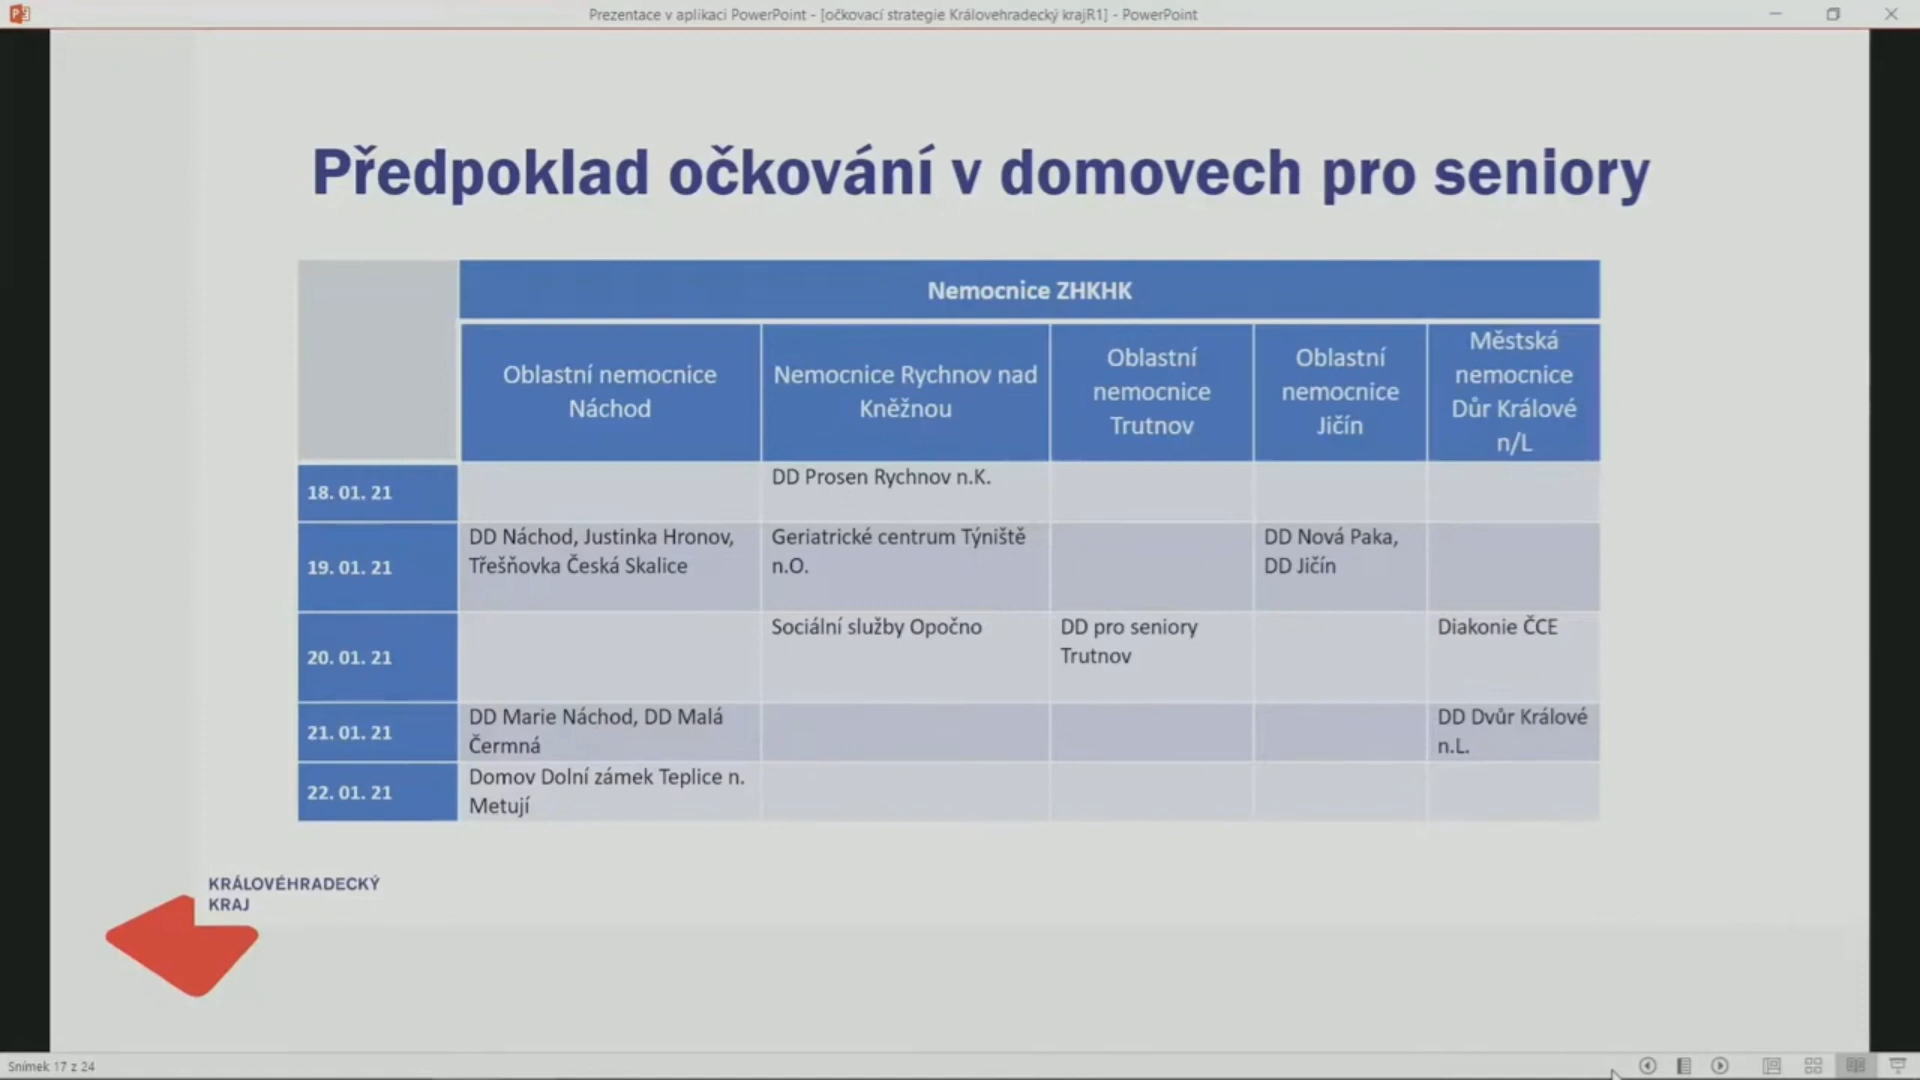 Prezentace v aplikaci PowerPoint - [očkovací strategie Královehradecký krajR1] - PowerPoint
Předpoklad očkování v domovech pro seniory
Nemocnice ZHKHK
Oblastní nemocnice
Náchod
Nemocnice Rychnov nad
Kněžnou
Oblastní
nemocnice
Trutnov
Oblastní
nemocnice
Jičín
Městská
nemocnice
Důr Králové
n/L
18. 01. 21
DD Prosen Rychnov n.K.
19. 01. 21
DD Náchod, Justinka Hronov,
Třešňovka Česká Skalice
Geriatrické centrum Týniště
n.O.
DD Nová Paka,
DD Jičín
20. 01. 21
Sociální služby Opočno
DD pro seniory
Trutnov
Diakonie ČCE
21. 01. 21
DD Marie Náchod, DD Malá
Čermná
DD Dvůr Králové
n.L.
22. 01. 21
Domov Dolní zámek Teplice n.
Metují
KRÁLOVÉHRADECKÝ
KRAJ
Snímek 17 z 24